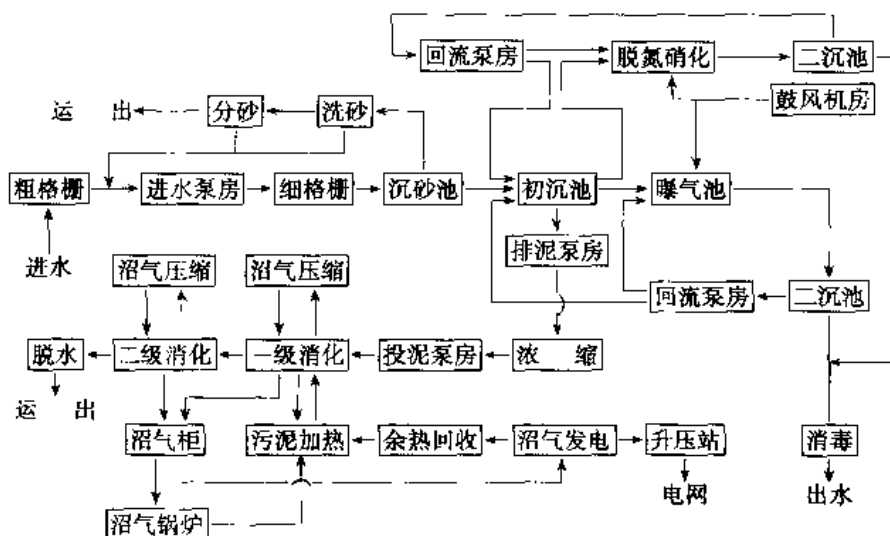 回流泵房
脱氮硝化
二沉池
鼓风机房
运 出
分砂
洗砂
粗格栅
进水泵房
细格栅
沉砂池
初沉池
曝气池
进水
沼气压缩
沼气压缩
排泥泵房
回流泵房
二沉池
脱水
二级消化
一级消化
投泥泵房
浓 缩
运 出
沼气柜
污泥加热
余热回收
沼气发电
升压站
消毒
电网
出水
沼气锅炉